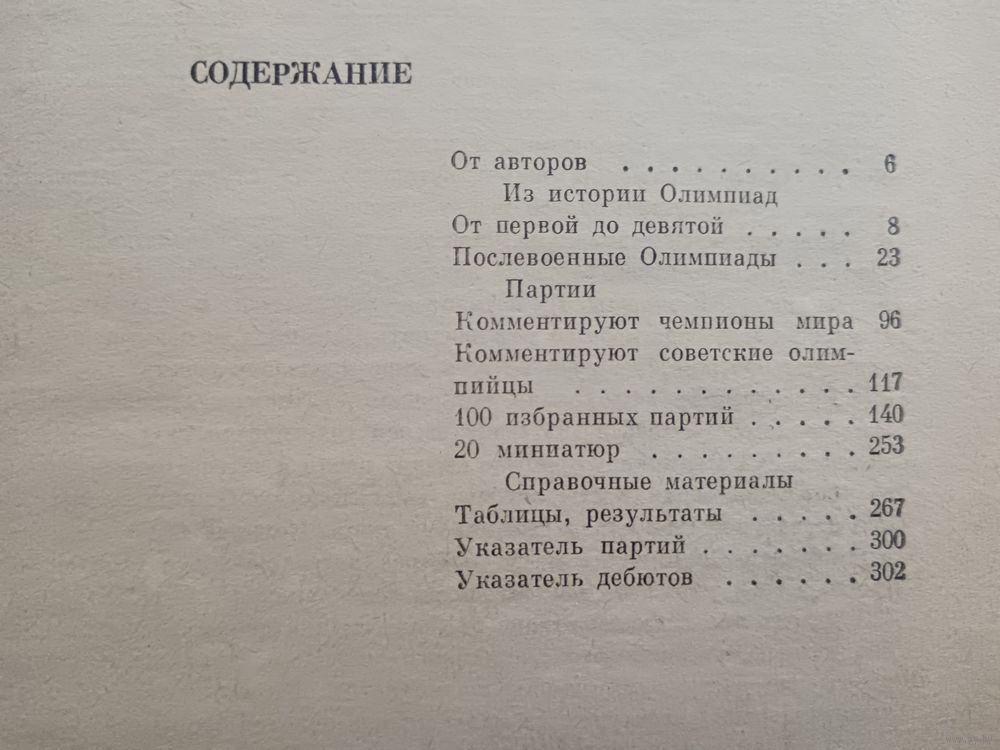 СОДЕРЖАНИЕ
От авторов . . . . . . . . . . 6
Из истории Олимпиад
От первой до девятой . . . . . 8
Послевоенные Олимпиады . . . 23
Партии
Комментируют чемпионы мира 96
Комментируют советские олим-
пийцы . . . . . . . . . . . . 117
100 избранных партий . . . . . 140
20 миниатюр . . . . . . . . . 253
Справочные материалы
Таблицы, результаты . . . . . 267
Указатель партий . . . . . . . 300
Указатель дебютов . . . . . . 302